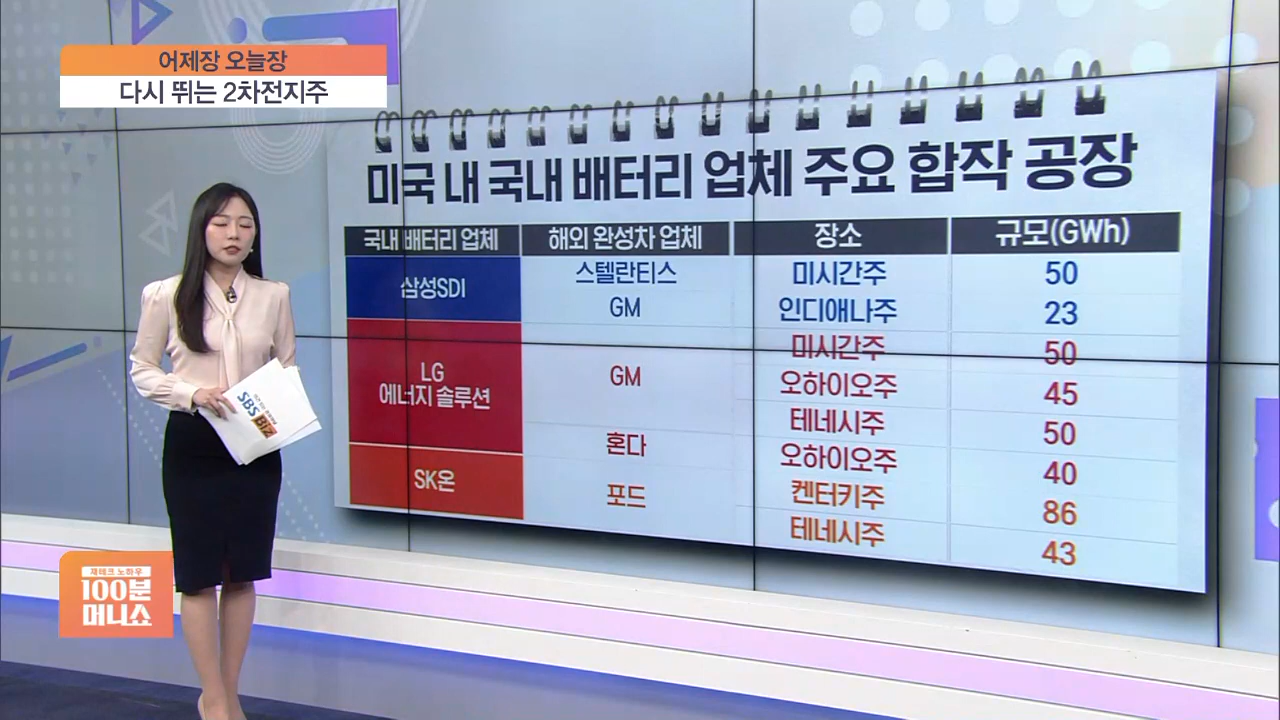 어제장 오늘장
다시 뛰는 2차전지주
미국 내 국내 배터리 업체 주요 합작 공장
국내 배터리 업체 해외 완성차 업체 장소 규모(GWh)
삼성SDI 스텔란티스 미시간주 50
GM 인디애나주 23
LG
에너지 솔루션 GM 미시간주 50
오하이오주 45
테네시주 50
혼다 오하이오주 40
SK온 포드 켄터키주 86
테네시주 43
SBS Biz
재테크 노하우
100분
머니쇼